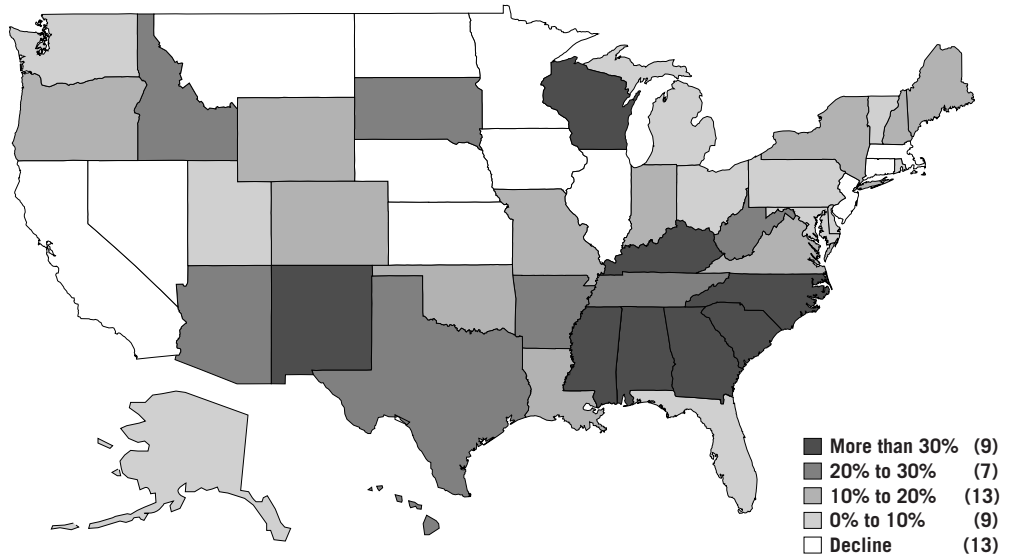 More than 30% (9)
20% to 30% (7)
10% to 20% (13)
0% to 10% (9)
Decline (13)